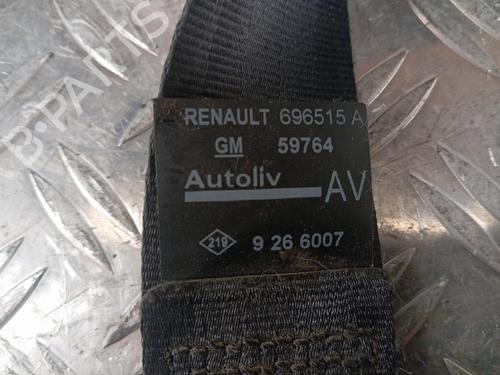 B-PARTS
RENAULT 696515 A
GM 59764
Autoliv AV
219 9 26 6007